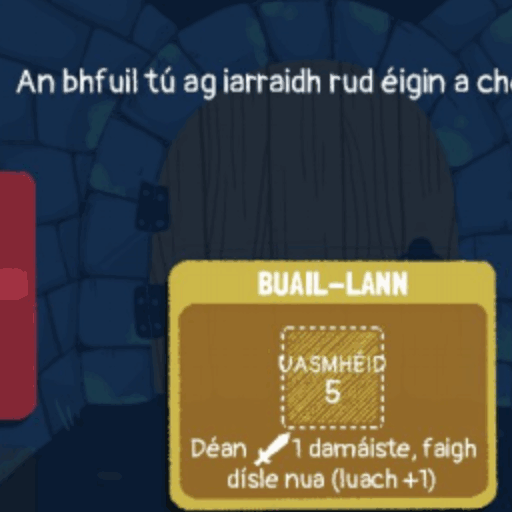 An bhfuil tú ag iarraidh rud éigin a
BUAIL-LANN
UASMHÉID
5
Déan 1 damáiste, faigh
dísle nua (luach +1)